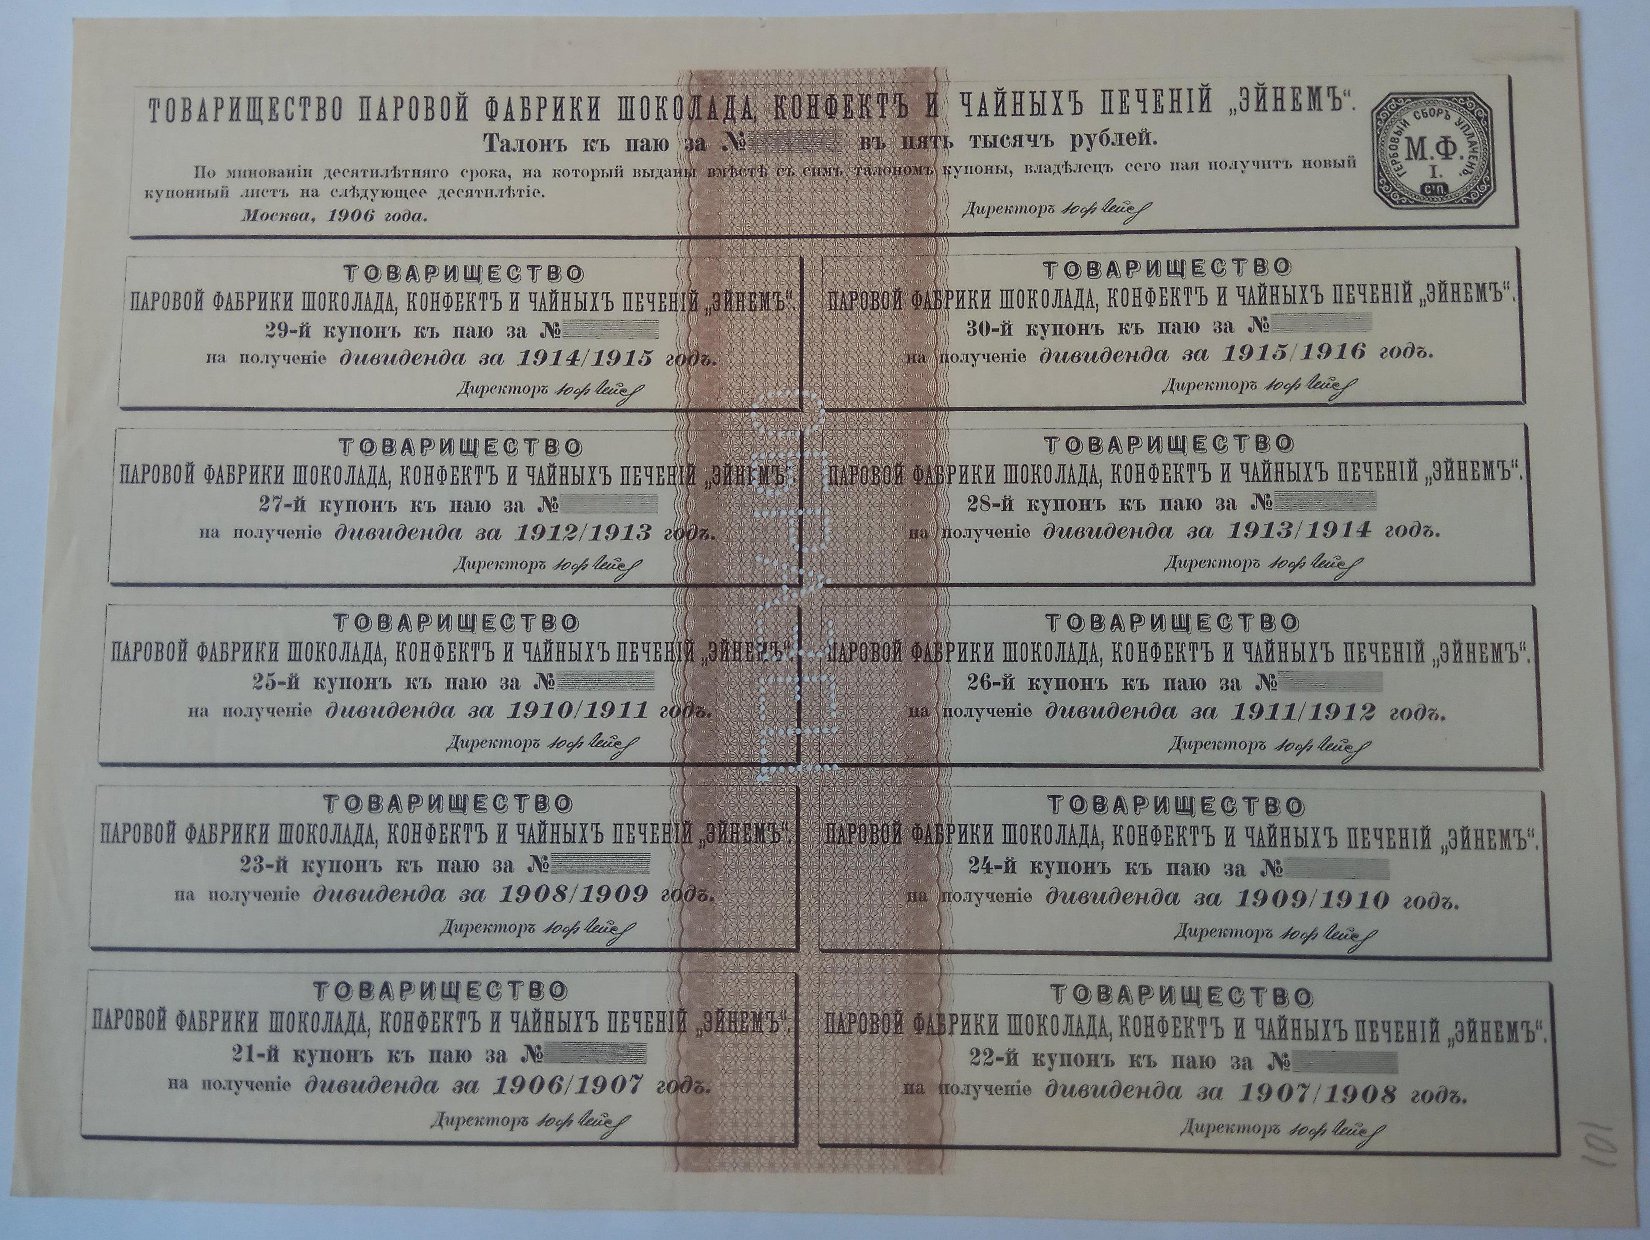 ТОВАРИЩЕСТВО ПАРОВОЙ ФАБРИКИ ШОКОЛАДА, КОНФЕКТЪ И ЧАЙНЫХЪ ПЕЧЕНІЙ „ЭЙНЕМЪ“.
Талонъ къ паю за № въ пять тысячъ рублей.
По минованіи десятилѣтняго срока, на который выданы вмѣстѣ съ симъ талономъ купоны, владѣлецъ сего пая получитъ новый
купонный листъ на слѣдующее десятилѣтіе.
Москва, 1906 года.
Директоръ
ГЕРБОВЫЙ СБОРЪ УПЛАЧЕНЪ.
М.Ф.
I.
С.П.
ТОВАРИЩЕСТВО
ПАРОВОЙ ФАБРИКИ ШОКОЛАДА, КОНФЕКТЪ И ЧАЙНЫХЪ ПЕЧЕНІЙ „ЭЙНЕМЪ“.
29-й купонъ къ паю за №
на полученіе дивиденда за 1914/1915 годъ.
Директоръ
ТОВАРИЩЕСТВО
ПАРОВОЙ ФАБРИКИ ШОКОЛАДА, КОНФЕКТЪ И ЧАЙНЫХЪ ПЕЧЕНІЙ „ЭЙНЕМЪ“.
30-й купонъ къ паю за №
на полученіе дивиденда за 1915/1916 годъ.
Директоръ
ТОВАРИЩЕСТВО
ПАРОВОЙ ФАБРИКИ ШОКОЛАДА, КОНФЕКТЪ И ЧАЙНЫХЪ ПЕЧЕНІЙ „ЭЙНЕМЪ“.
27-й купонъ къ паю за №
на полученіе дивиденда за 1912/1913 годъ.
Директоръ
ТОВАРИЩЕСТВО
ПАРОВОЙ ФАБРИКИ ШОКОЛАДА, КОНФЕКТЪ И ЧАЙНЫХЪ ПЕЧЕНІЙ „ЭЙНЕМЪ“.
28-й купонъ къ паю за №
на полученіе дивиденда за 1913/1914 годъ.
Директоръ
ТОВАРИЩЕСТВО
ПАРОВОЙ ФАБРИКИ ШОКОЛАДА, КОНФЕКТЪ И ЧАЙНЫХЪ ПЕЧЕНІЙ „ЭЙНЕМЪ“.
25-й купонъ къ паю за №
на полученіе дивиденда за 1910/1911 годъ.
Директоръ
ТОВАРИЩЕСТВО
ПАРОВОЙ ФАБРИКИ ШОКОЛАДА, КОНФЕКТЪ И ЧАЙНЫХЪ ПЕЧЕНІЙ „ЭЙНЕМЪ“.
26-й купонъ къ паю за №
на полученіе дивиденда за 1911/1912 годъ.
Директоръ
ТОВАРИЩЕСТВО
ПАРОВОЙ ФАБРИКИ ШОКОЛАДА, КОНФЕКТЪ И ЧАЙНЫХЪ ПЕЧЕНІЙ „ЭЙНЕМЪ“.
23-й купонъ къ паю за №
на полученіе дивиденда за 1908/1909 годъ.
Директоръ
ТОВАРИЩЕСТВО
ПАРОВОЙ ФАБРИКИ ШОКОЛАДА, КОНФЕКТЪ И ЧАЙНЫХЪ ПЕЧЕНІЙ „ЭЙНЕМЪ“.
24-й купонъ къ паю за №
на полученіе дивиденда за 1909/1910 годъ.
Директоръ
ТОВАРИЩЕСТВО
ПАРОВОЙ ФАБРИКИ ШОКОЛАДА, КОНФЕКТЪ И ЧАЙНЫХЪ ПЕЧЕНІЙ „ЭЙНЕМЪ“.
21-й купонъ къ паю за №
на полученіе дивиденда за 1906/1907 годъ.
Директоръ
ТОВАРИЩЕСТВО
ПАРОВОЙ ФАБРИКИ ШОКОЛАДА, КОНФЕКТЪ И ЧАЙНЫХЪ ПЕЧЕНІЙ „ЭЙНЕМЪ“.
22-й купонъ къ паю за №
на полученіе дивиденда за 1907/1908 годъ.
Директоръ
ОБРАЗЕЦ
101